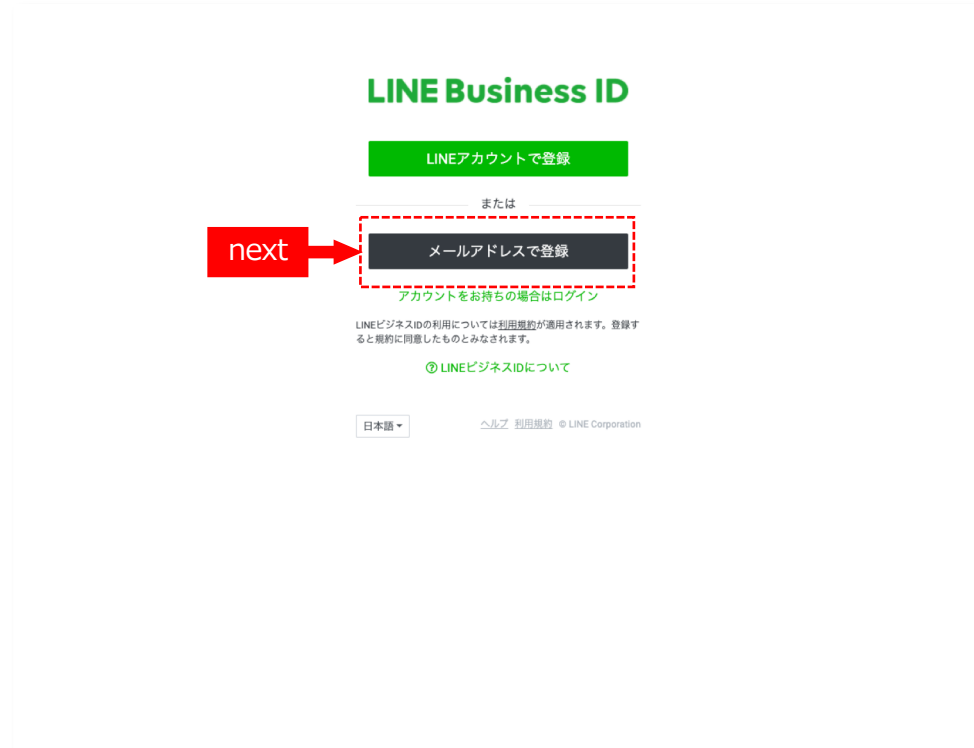 LINE Business ID
LINEアカウントで登録
または
next
メールアドレスで登録
アカウントをお持ちの場合はログイン
LINEビジネスIDの利用については利用規約が適用されます。登録す
ると規約に同意したものとみなされます。
? LINEビジネスIDについて
日本語
ヘルプ 利用規約 © LINE Corporation